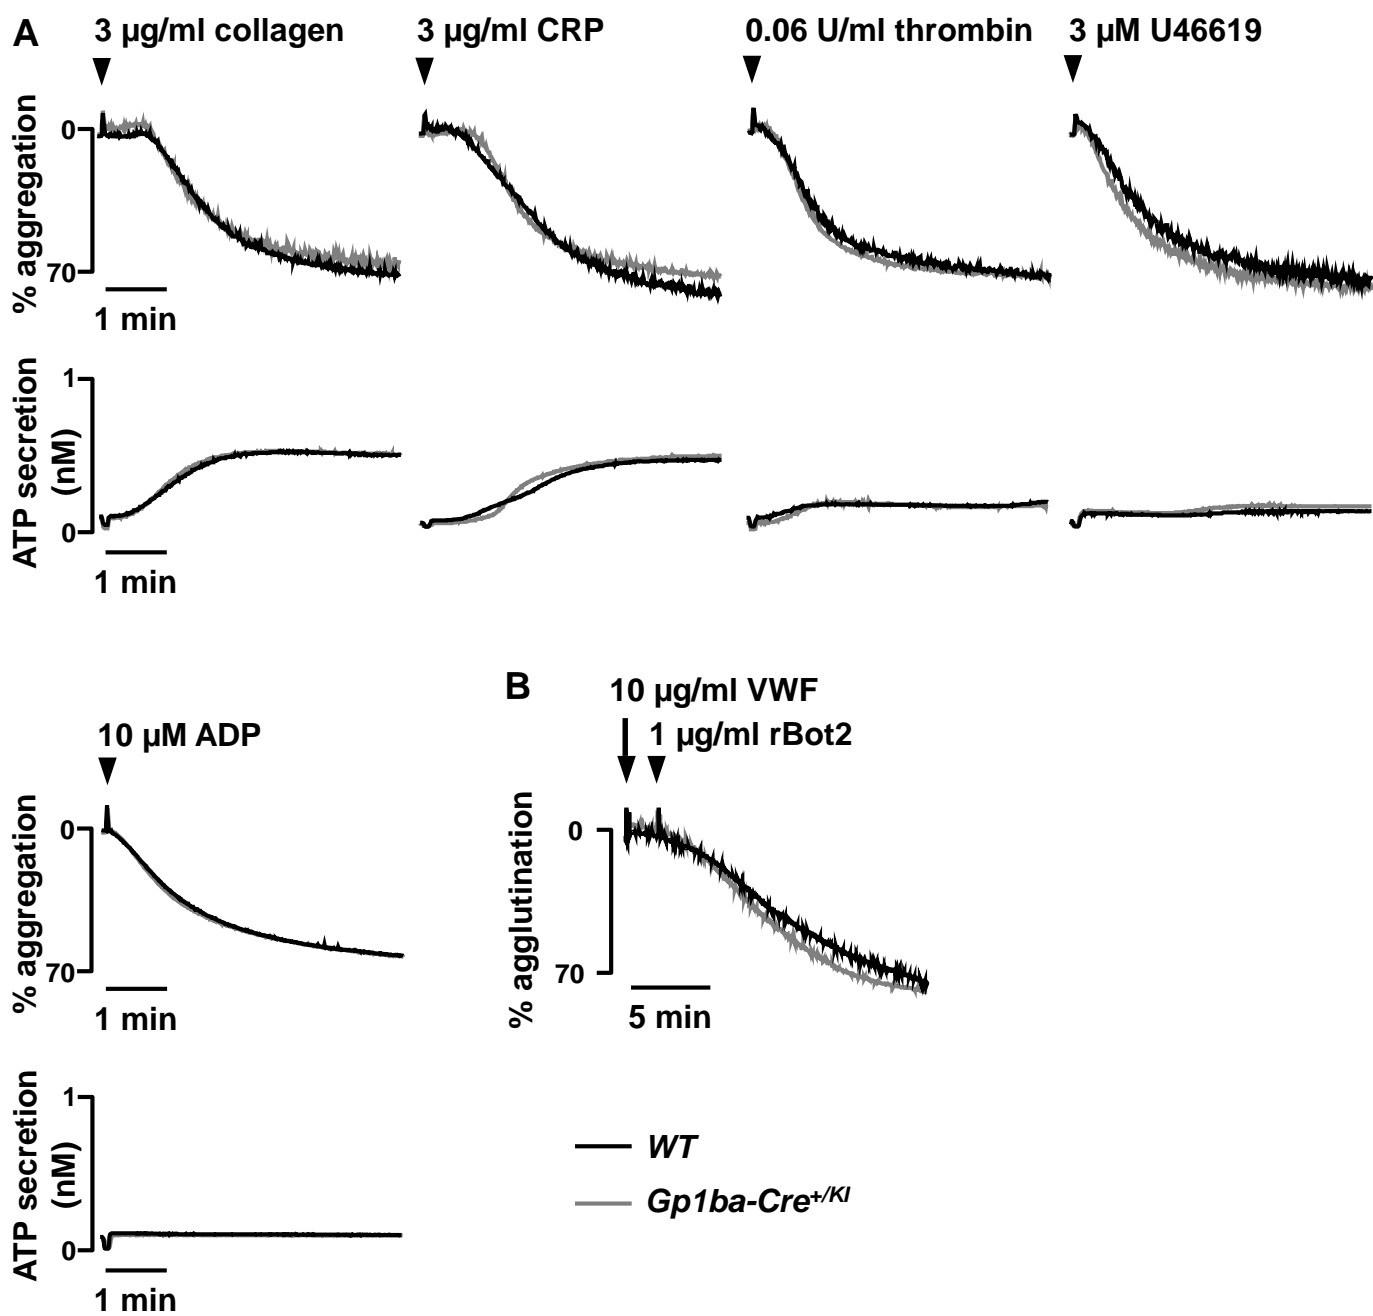 A
3 µg/ml collagen
3 µg/ml CRP
0.06 U/ml thrombin
3 µM U46619
% aggregation
0
70
1 min
ATP secretion
(nM)
1
0
1 min
10 µM ADP
% aggregation
0
70
1 min
ATP secretion
(nM)
1
0
1 min
B
10 µg/ml VWF
1 µg/ml rBot2
% agglutination
0
70
5 min
WT
Gp1ba-Cre+/KI